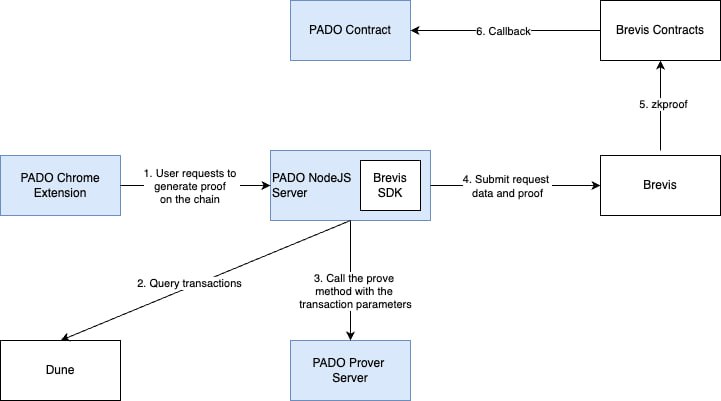 PADO Contract
6. Callback
Brevis Contracts
5. zkproof
PADO Chrome
Extension
1. User requests to
generate proof
on the chain
PADO NodeJS
Server
Brevis
SDK
4. Submit request
data and proof
Brevis
2. Query transactions
3. Call the prove
method with the
transaction parameters
Dune
PADO Prover
Server